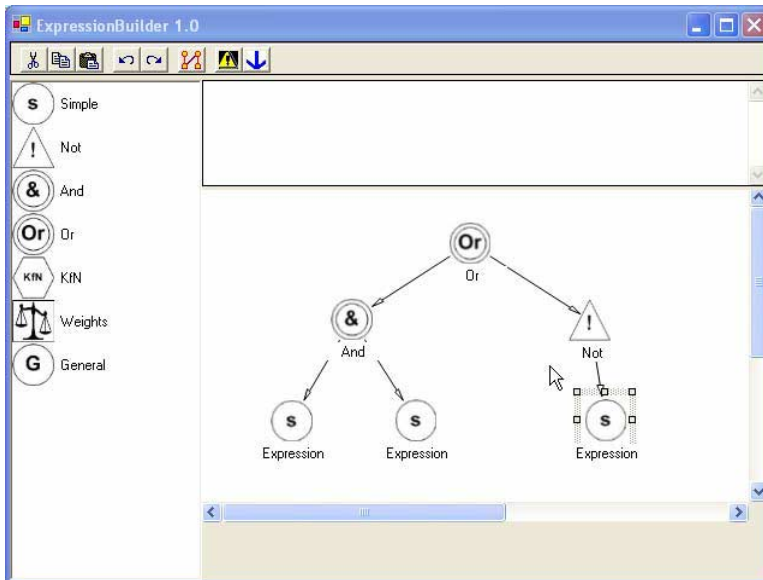 ExpressionBuilder 1.0
s Simple
! Not
& And
Or Or
KfN KfN
Weights
G General
Or
Or
&
And
!
Not
s
Expression
s
Expression
s
Expression